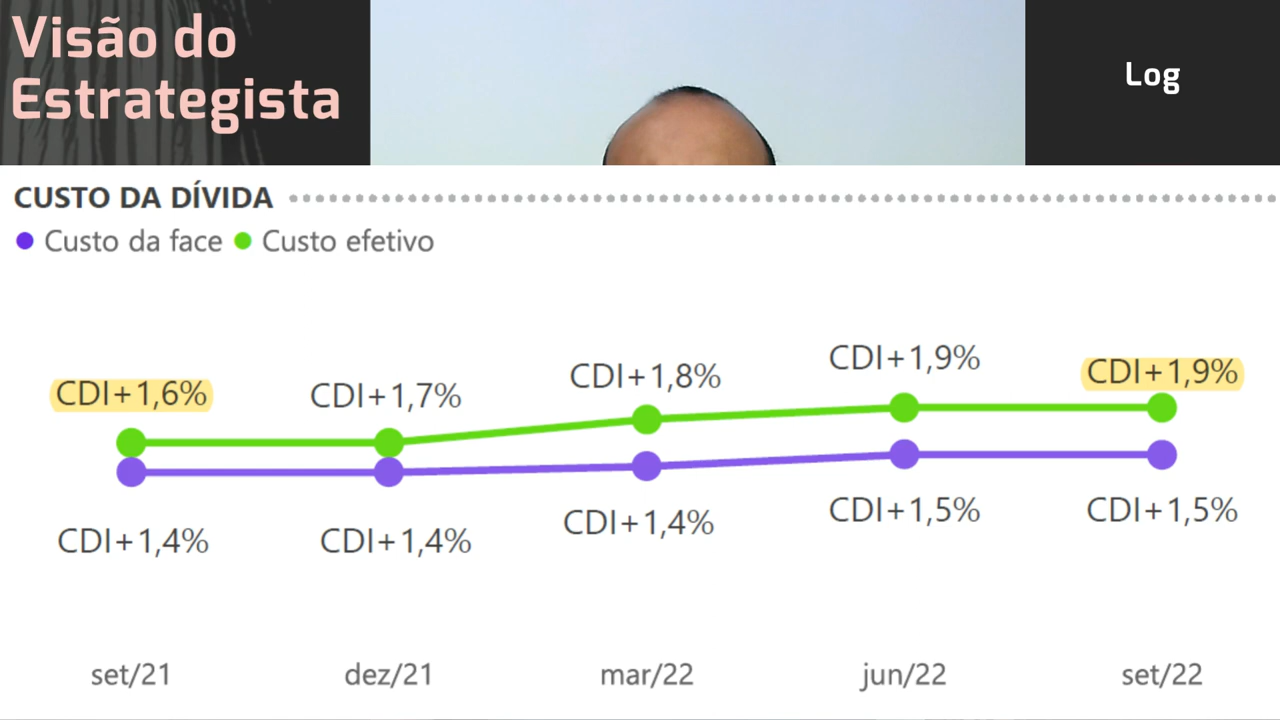 Visão do
Estrategista
Log
CUSTO DA DÍVIDA
Custo da face Custo efetivo
CDI+1,6% CDI+1,7% CDI+1,8% CDI+1,9% CDI+1,9%
CDI+1,4% CDI+1,4% CDI+1,4% CDI+1,5% CDI+1,5%
set/21 dez/21 mar/22 jun/22 set/22